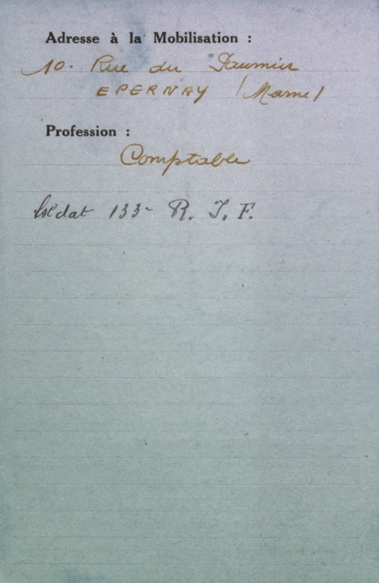 Adresse à la Mobilisation :
10. Rue du
EPERNAY (Marne)
Profession :
Comptable
Soldat 133e R. I. F.